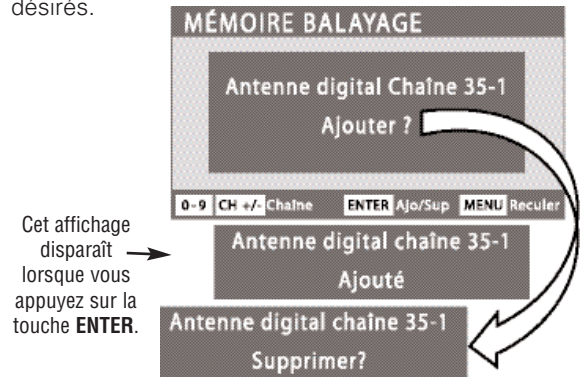 désirés.
MÉMOIRE BALAYAGE
Antenne digital Chaîne 35-1
Ajouter ?
0-9 CH +/- Chaîne ENTER Ajo/Sup MENU Reculer
Cet affichage
disparaît
lorsque vous
appuyez sur la
touche ENTER.
Antenne digital chaîne 35-1
Ajouté
Antenne digital chaîne 35-1
Supprimer?